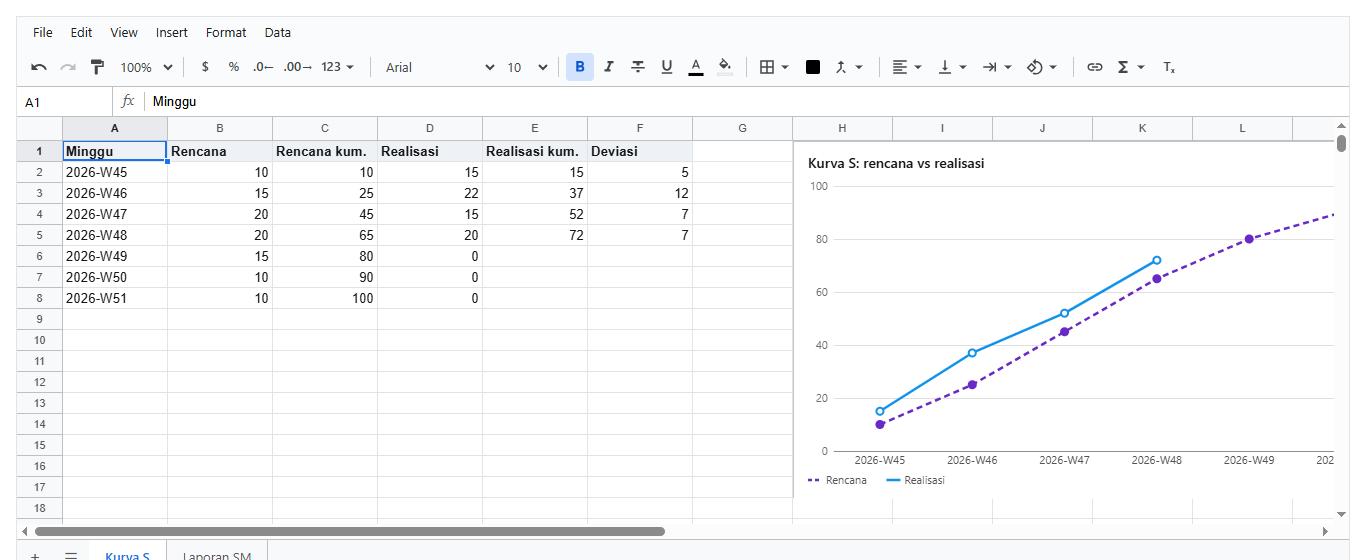 File Edit View Insert Format Data
100% $ % .0← .00→ 123 Arial 10 B I U A Σ Tx
A1 fx Minggu
A B C D E F G H I J K L
1 Minggu Rencana Rencana kum. Realisasi Realisasi kum. Deviasi
2 2026-W45 10 10 15 15 5
3 2026-W46 15 25 22 37 12
4 2026-W47 20 45 15 52 7
5 2026-W48 20 65 20 72 7
6 2026-W49 15 80 0
7 2026-W50 10 90 0
8 2026-W51 10 100 0
9
10
11
12
13
14
15
16
17
18
Kurva S: rencana vs realisasi
100
80
60
40
20
0
2026-W45 2026-W46 2026-W47 2026-W48 2026-W49 202
Rencana Realisasi
+ Kurva S Laporan SM